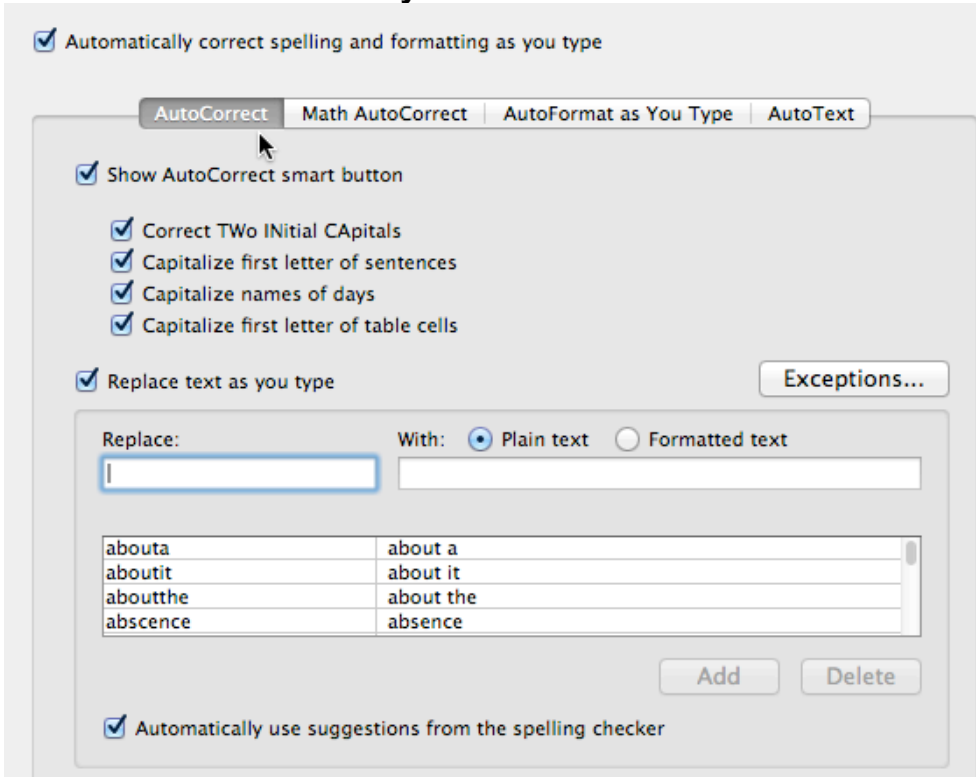 Automatically correct spelling and formatting as you type
AutoCorrect Math AutoCorrect AutoFormat as You Type AutoText
Show AutoCorrect smart button
Correct TWo INitial CApitals
Capitalize first letter of sentences
Capitalize names of days
Capitalize first letter of table cells
Replace text as you type Exceptions...
Replace: With: Plain text Formatted text
abouta about a
aboutit about it
aboutthe about the
abscence absence
Add Delete
Automatically use suggestions from the spelling checker